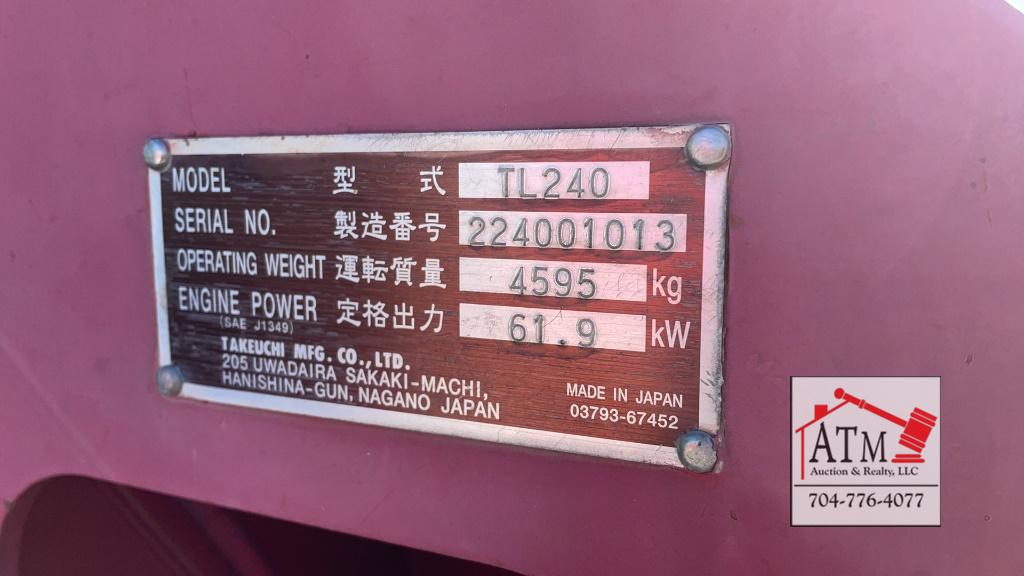 MODEL 型 式 TL240
SERIAL NO. 製造番号 224001013
OPERATING WEIGHT 運転質量 4595 kg
ENGINE POWER 定格出力 61.9 kW
(SAE J1349)
TAKEUCHI MFG. CO.,LTD.
205 UWADAIRA SAKAKI-MACHI,
HANISHINA-GUN, NAGANO JAPAN
MADE IN JAPAN
03793-67452
ATM
Auction & Realty, LLC
704-776-4077